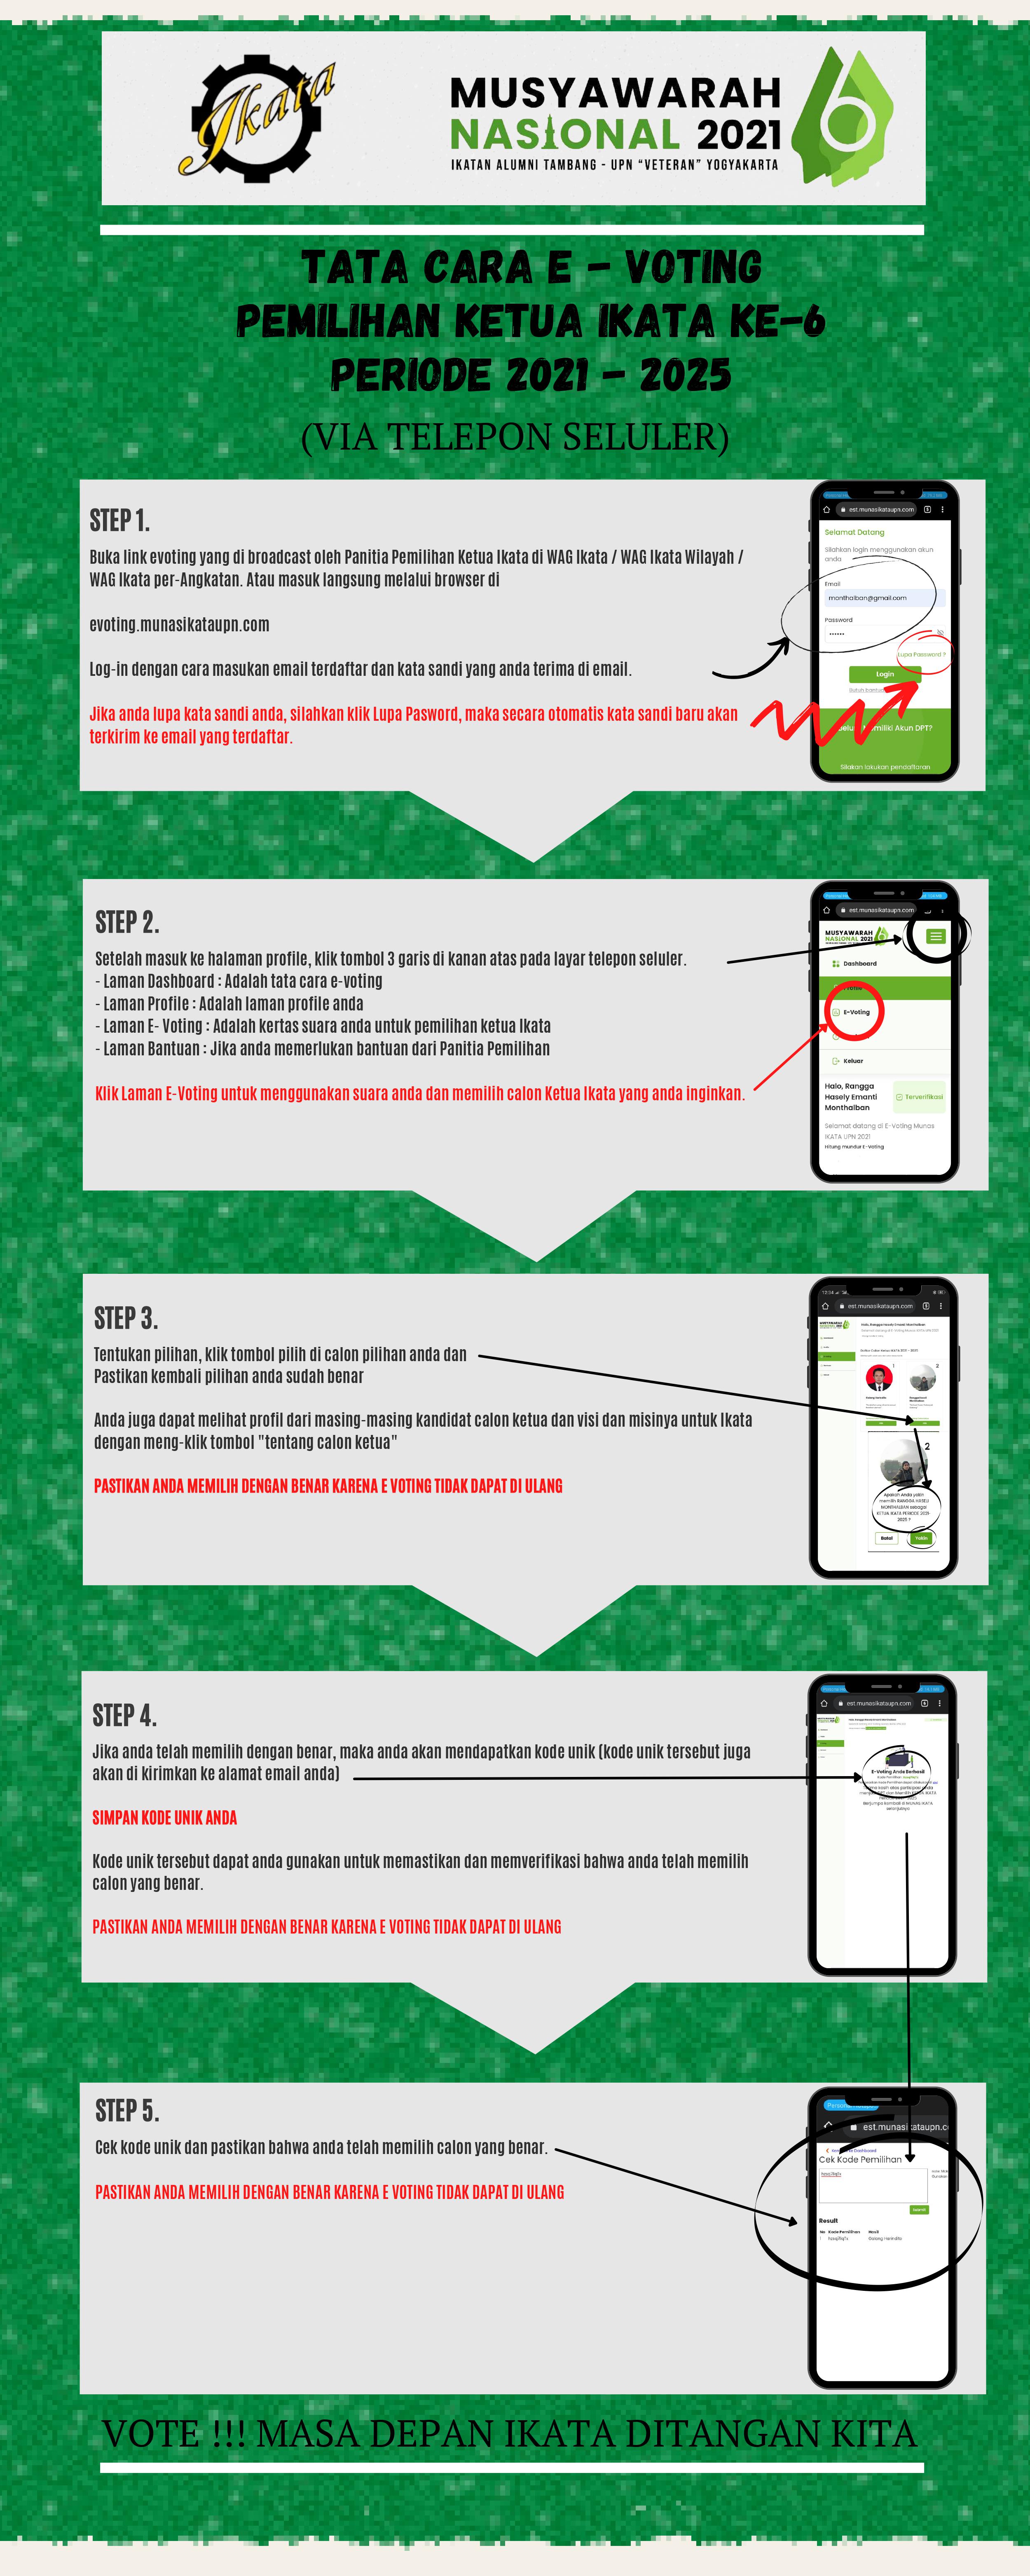 Ikata
MUSYAWARAH
NASIONAL 2021
IKATAN ALUMNI TAMBANG - UPN "VETERAN" YOGYAKARTA
6
TATA CARA E - VOTING
PEMILIHAN KETUA IKATA KE-6
PERIODE 2021 - 2025
(VIA TELEPON SELULER)
STEP 1.
Buka link evoting yang di broadcast oleh Panitia Pemilihan Ketua Ikata di WAG Ikata / WAG Ikata Wilayah /
WAG Ikata per-Angkatan. Atau masuk langsung melalui browser di
evoting.munasikataupn.com
Log-in dengan cara masukan email terdaftar dan kata sandi yang anda terima di email.
Jika anda lupa kata sandi anda, silahkan klik Lupa Pasword, maka secara otomatis kata sandi baru akan
terkirim ke email yang terdaftar.
est.munasikataupn.com
Selamat Datang
Silahkan login menggunakan akun
anda
Email
monthalban@gmail.com
Password
Lupa Password ?
Login
Akun DPT?
Silakan lakukan pendaftaran
STEP 2.
Setelah masuk ke halaman profile, klik tombol 3 garis di kanan atas pada layar telepon seluler.
- Laman Dashboard : Adalah tata cara e-voting
- Laman Profile : Adalah laman profile anda
- Laman E- Voting : Adalah kertas suara anda untuk pemilihan ketua Ikata
- Laman Bantuan : Jika anda memerlukan bantuan dari Panitia Pemilihan
Klik Laman E-Voting untuk menggunakan suara anda dan memilih calon Ketua Ikata yang anda inginkan.
est.munasikataupn.com
MUSYAWARAH
NASIONAL 2021
Dashboard
E-Voting
Keluar
Halo, Rangga
Hasely Emanti
Monthalban
Terverifikasi
Selamat datang di E-Voting Munas
IKATA UPN 2021
Hitung mundur E-Voting
STEP 3.
Tentukan pilihan, klik tombol pilih di calon pilihan anda dan
Pastikan kembali pilihan anda sudah benar
Anda juga dapat melihat profil dari masing-masing kandidat calon ketua dan visi dan misinya untuk Ikata
dengan meng-klik tombol "tentang calon ketua"
PASTIKAN ANDA MEMILIH DENGAN BENAR KARENA E VOTING TIDAK DAPAT DI ULANG
est.munasikataupn.com
2
2
Apakah Anda yakin
memilih RANGGA HASELI
MONTHALBAN sebagai
KETUA IKATA PERIODE 2021-
2025 ?
Batal
Yakin
STEP 4.
Jika anda telah memilih dengan benar, maka anda akan mendapatkan kode unik (kode unik tersebut juga
akan di kirimkan ke alamat email anda)
SIMPAN KODE UNIK ANDA
Kode unik tersebut dapat anda gunakan untuk memastikan dan memverifikasi bahwa anda telah memilih
calon yang benar.
PASTIKAN ANDA MEMILIH DENGAN BENAR KARENA E VOTING TIDAK DAPAT DI ULANG
est.munasikataupn.com
E-Voting Anda Berhasil
STEP 5.
Cek kode unik dan pastikan bahwa anda telah memilih calon yang benar.
PASTIKAN ANDA MEMILIH DENGAN BENAR KARENA E VOTING TIDAK DAPAT DI ULANG
est.munasikataupn.c
Dashboard
Cek Kode Pemilihan
Search
Result
No Kode Pemilihan Hasil
VOTE !!! MASA DEPAN IKATA DITANGAN KITA